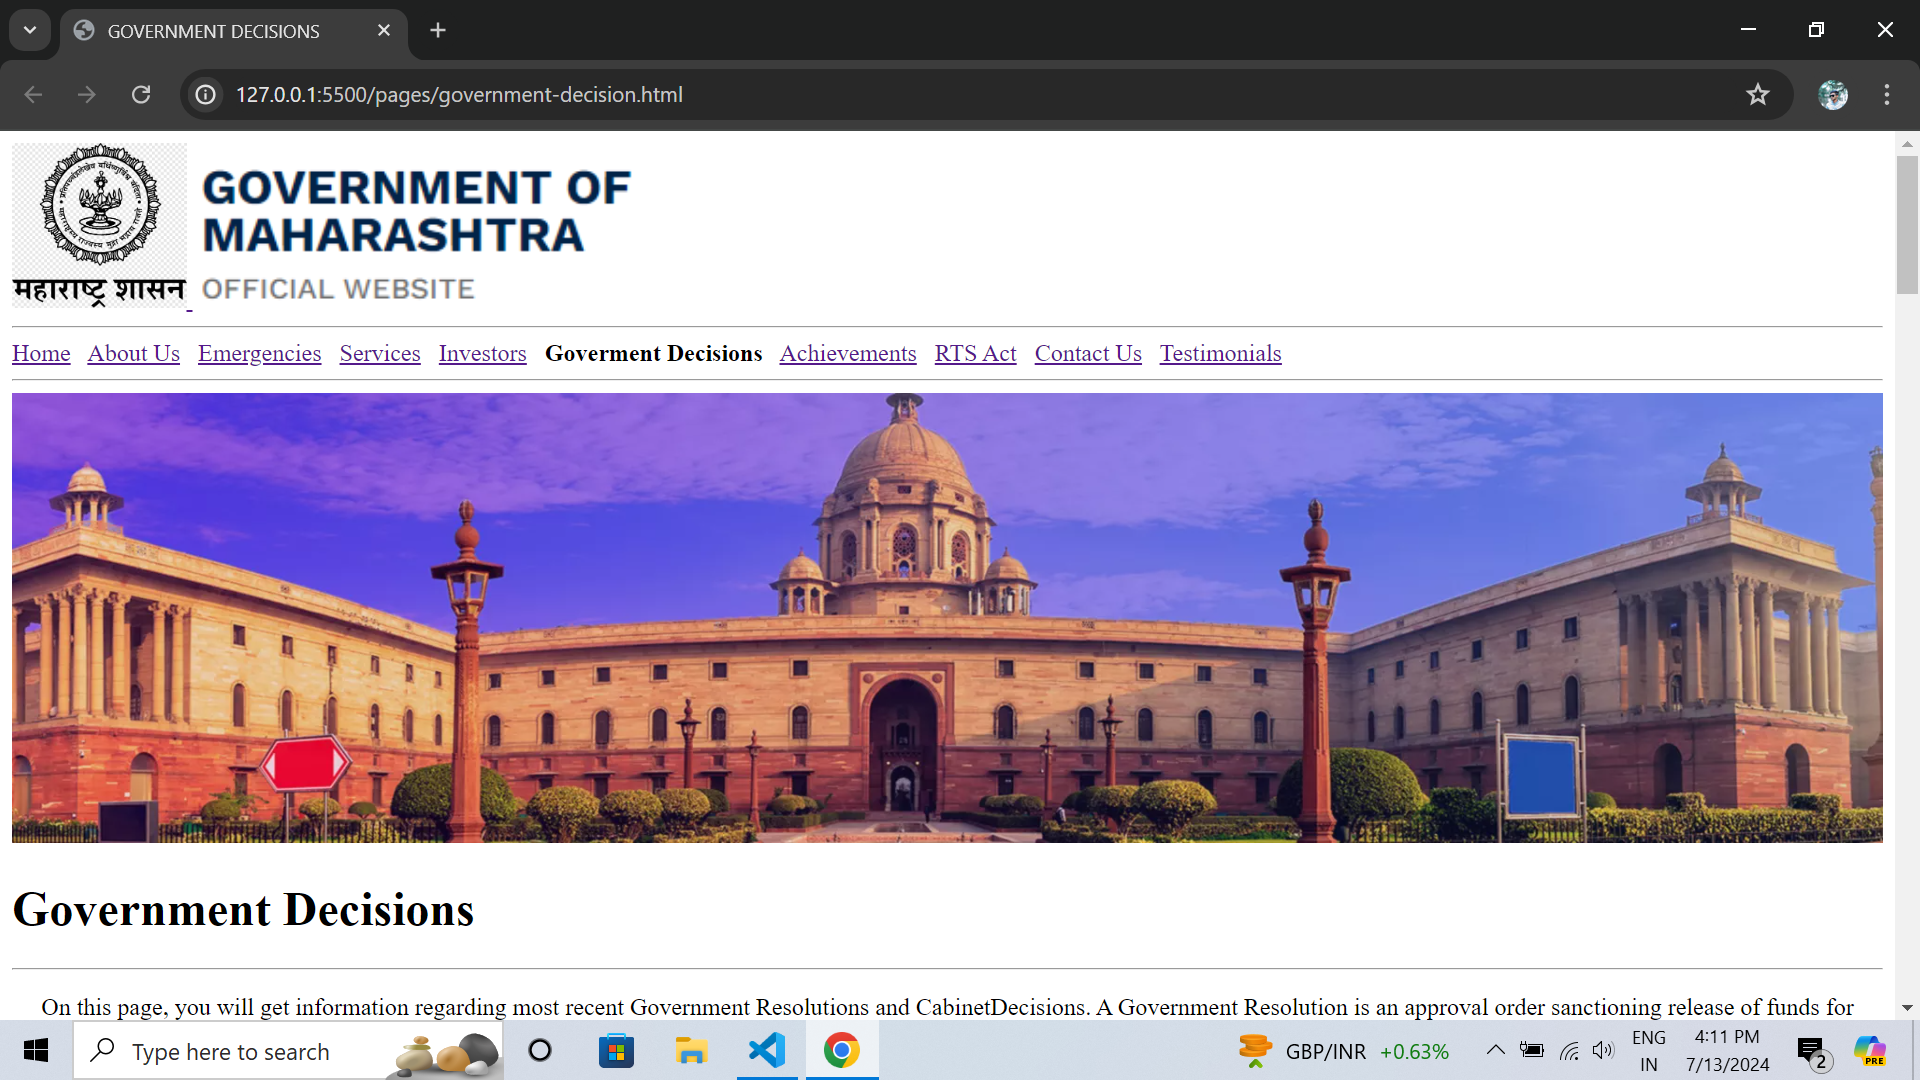 GOVERNMENT DECISIONS
127.0.0.1:5500/pages/government-decision.html
महाराष्ट्र शासन
GOVERNMENT OF
MAHARASHTRA
OFFICIAL WEBSITE
Home About Us Emergencies Services Investors Goverment Decisions Achievements RTS Act Contact Us Testimonials
Government Decisions
On this page, you will get information regarding most recent Government Resolutions and CabinetDecisions. A Government Resolution is an approval order sanctioning release of funds for
Type here to search
GBP/INR +0.63%
ENG
IN
4:11 PM
7/13/2024
2
PRE